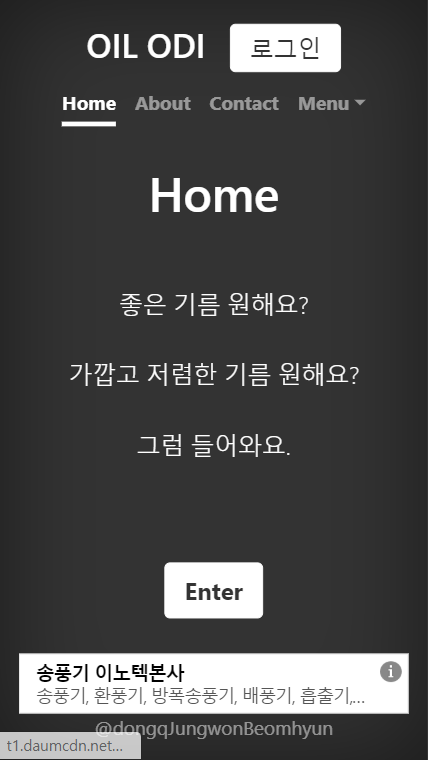 OIL ODI
로그인
Home About Contact Menu
Home
좋은 기름 원해요?
가깝고 저렴한 기름 원해요?
그럼 들어와요.
Enter
송풍기 이노텍본사
송풍기, 환풍기, 방폭송풍기, 배풍기, 흡출기,...
@dongqJungwonBeomhyun
t1.daumcdn.net...